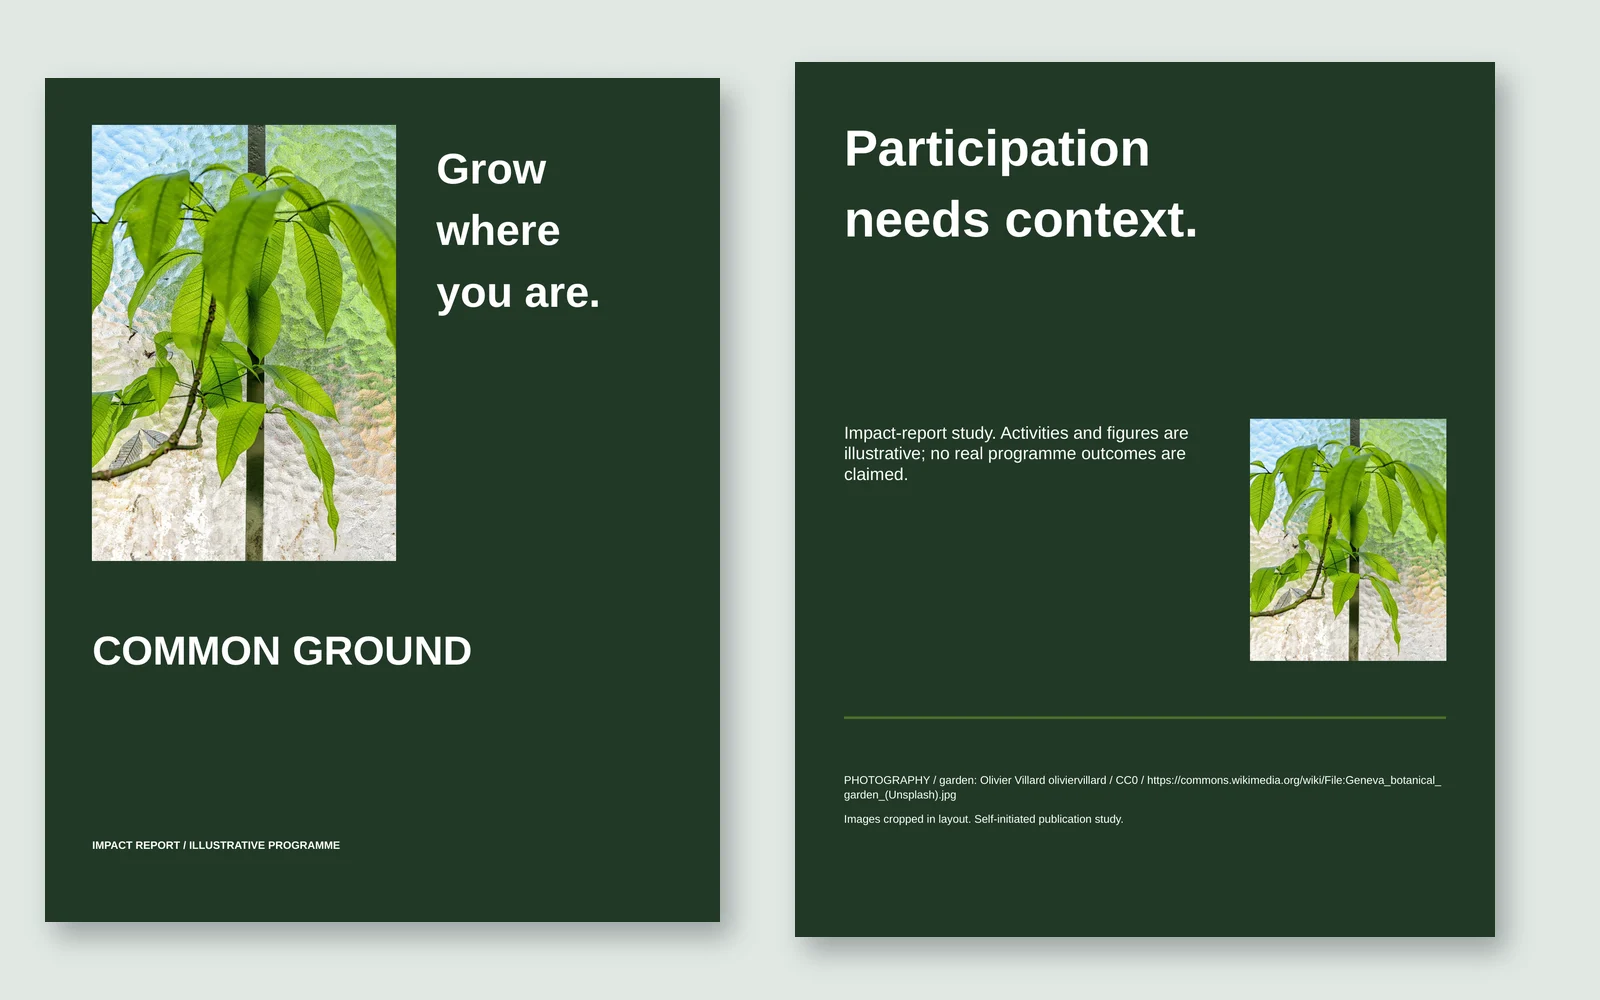 Grow
where
you are.
COMMON GROUND
IMPACT REPORT / ILLUSTRATIVE PROGRAMME
Participation
needs context.
Impact-report study. Activities and figures are
illustrative; no real programme outcomes are
claimed.
PHOTOGRAPHY / garden: Olivier Villard oliviervillard / CC0 / https://commons.wikimedia.org/wiki/File:Geneva_botanical_
garden_(Unsplash).jpg
Images cropped in layout. Self-initiated publication study.